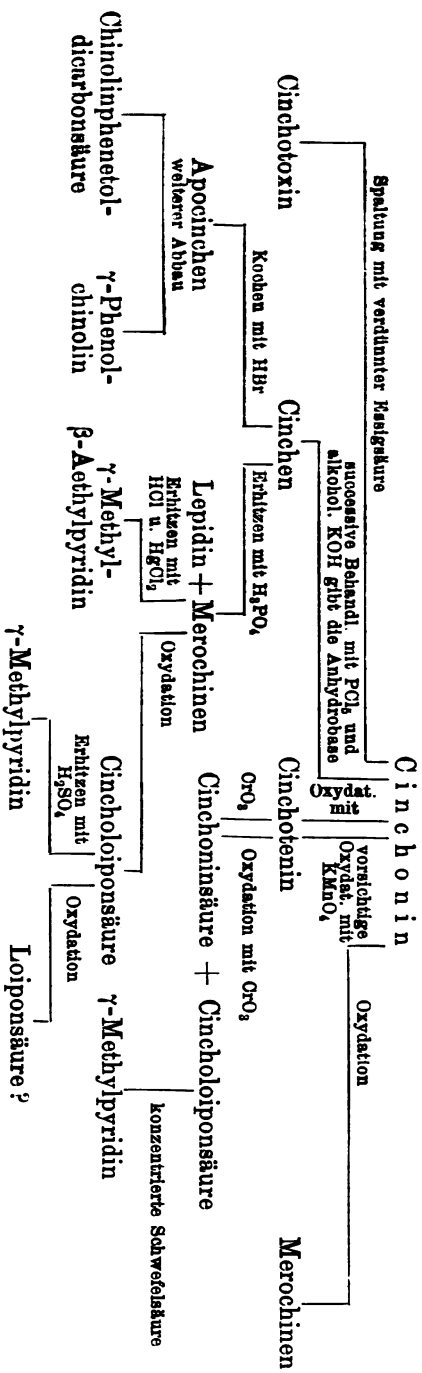 Cinchonin
Spaltung mit verdünnter Essigsäure
successive Behandl. mit PCl₅ und
alkohol. KOH gibt die Anhydrobase
Oxydat.
mit
CrO₃
vorsichtige
Oxydat. mit
KMnO₄
Oxydation
Cinchotoxin
Cinchen
Cinchotenin
Merochinen
Kochen mit HBr
Erhitzen mit H₃PO₄
Oxydation mit CrO₃
Apocinchen
weiterer Abbau
Lepidin + Merochinen
Cinchoninsäure + Cincholoiponsäure
Erhitzen mit
HCl u. HgCl₂
Oxydation
konzentrierte Schwefelsäure
Chinolinphenetol-
dicarbonsäure
γ-Phenol-
chinolin
γ-Methyl-
β-Aethylpyridin
Cincholoiponsäure
γ-Methylpyridin
Erhitzen mit
H₂SO₄
Oxydation
γ-Methylpyridin
Loiponsäure?